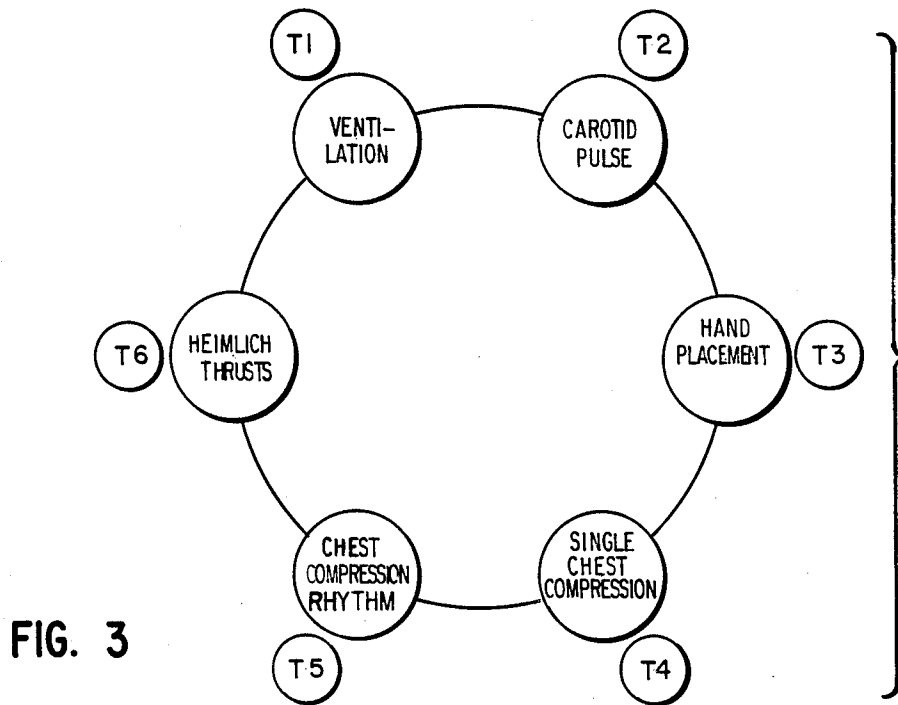 T1
T2
VENTI-
LATION
CAROTID
PULSE
HEIMLICH
THRUSTS
T6
HAND
PLACEMENT
T3
CHEST
COMPRESSION
RHYTHM
SINGLE
CHEST
COMPRESSION
T5
T4
FIG. 3